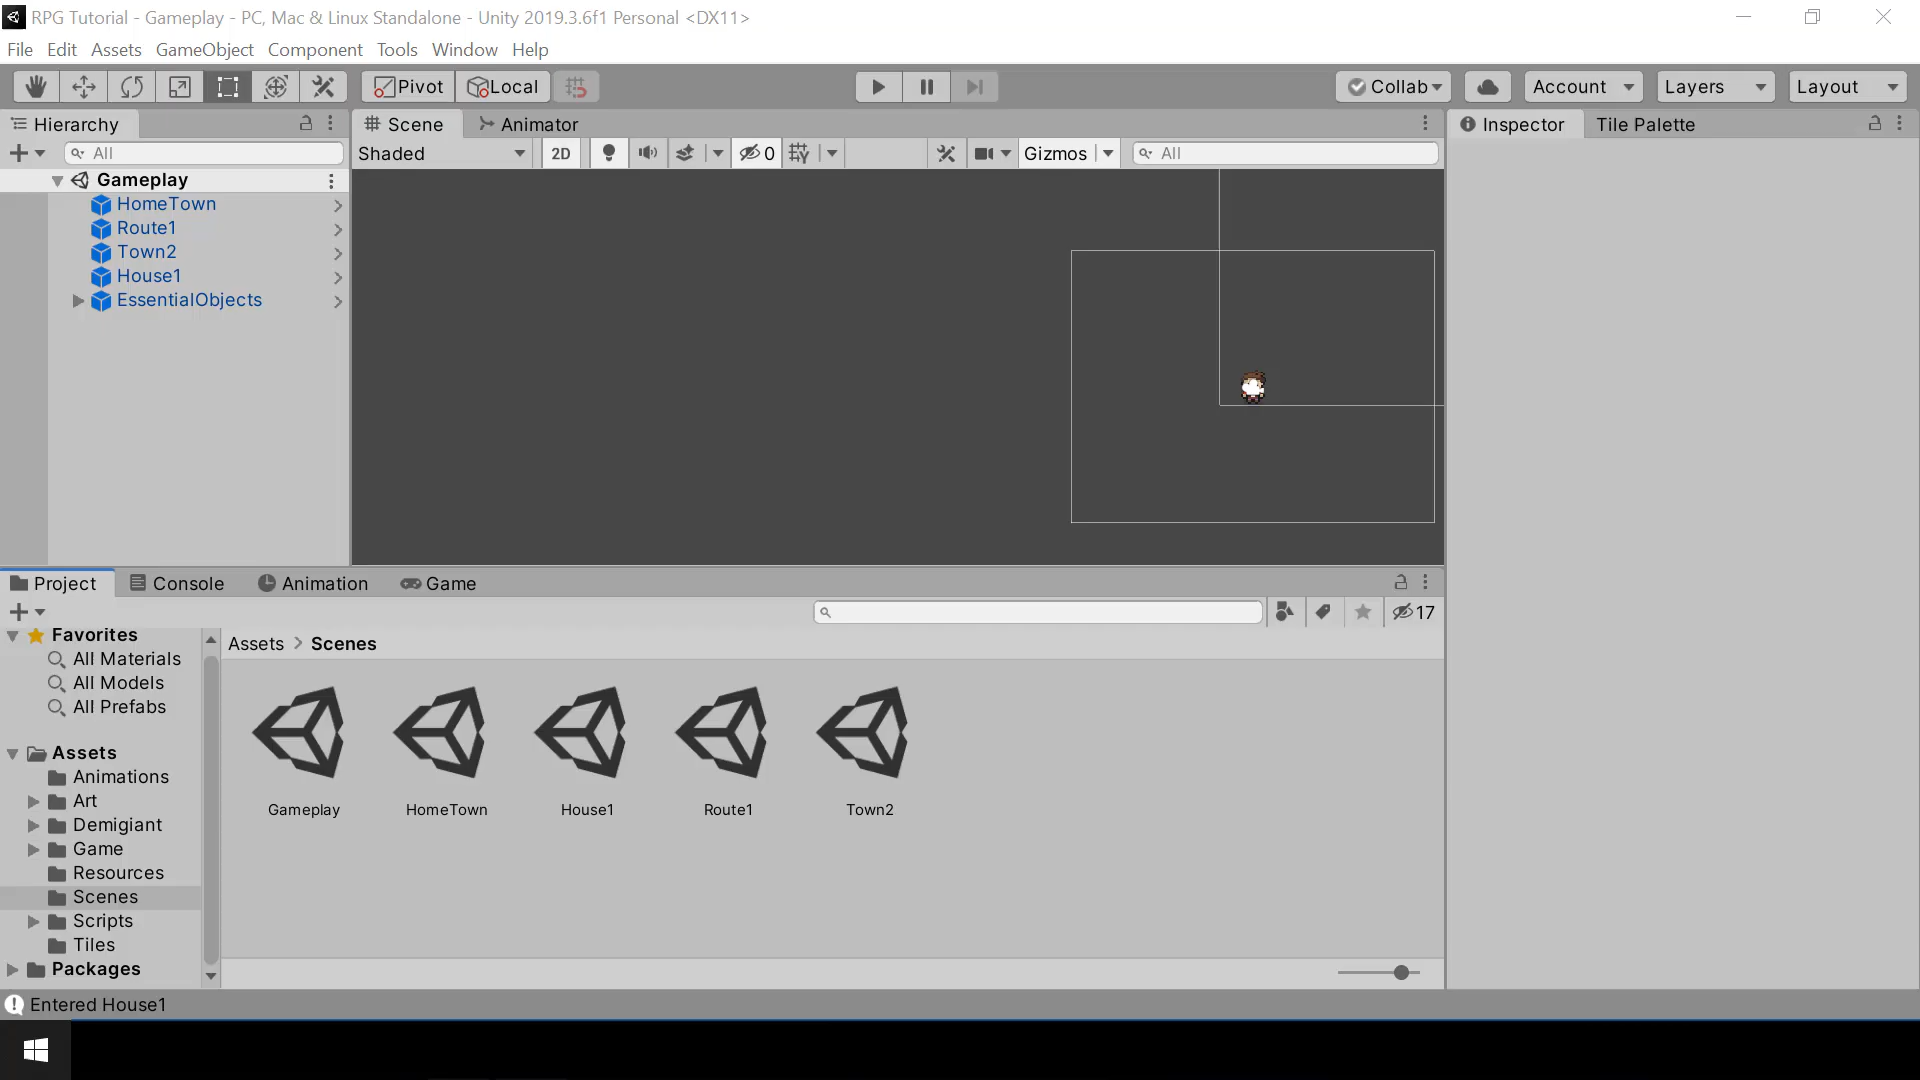 RPG Tutorial - Gameplay - PC, Mac & Linux Standalone - Unity 2019.3.6f1 Personal <DX11>
File Edit Assets GameObject Component Tools Window Help
Pivot Local Collab Account Layers Layout
Hierarchy Scene Animator Inspector Tile Palette
All Shaded 2D 0 Gizmos All
Gameplay
HomeTown
Route1
Town2
House1
EssentialObjects
Project Console Animation Game
17
Favorites
All Materials
All Models
All Prefabs
Assets
Animations
Art
Demigiant
Game
Resources
Scenes
Scripts
Tiles
Packages
Assets > Scenes
Gameplay HomeTown House1 Route1 Town2
Entered House1